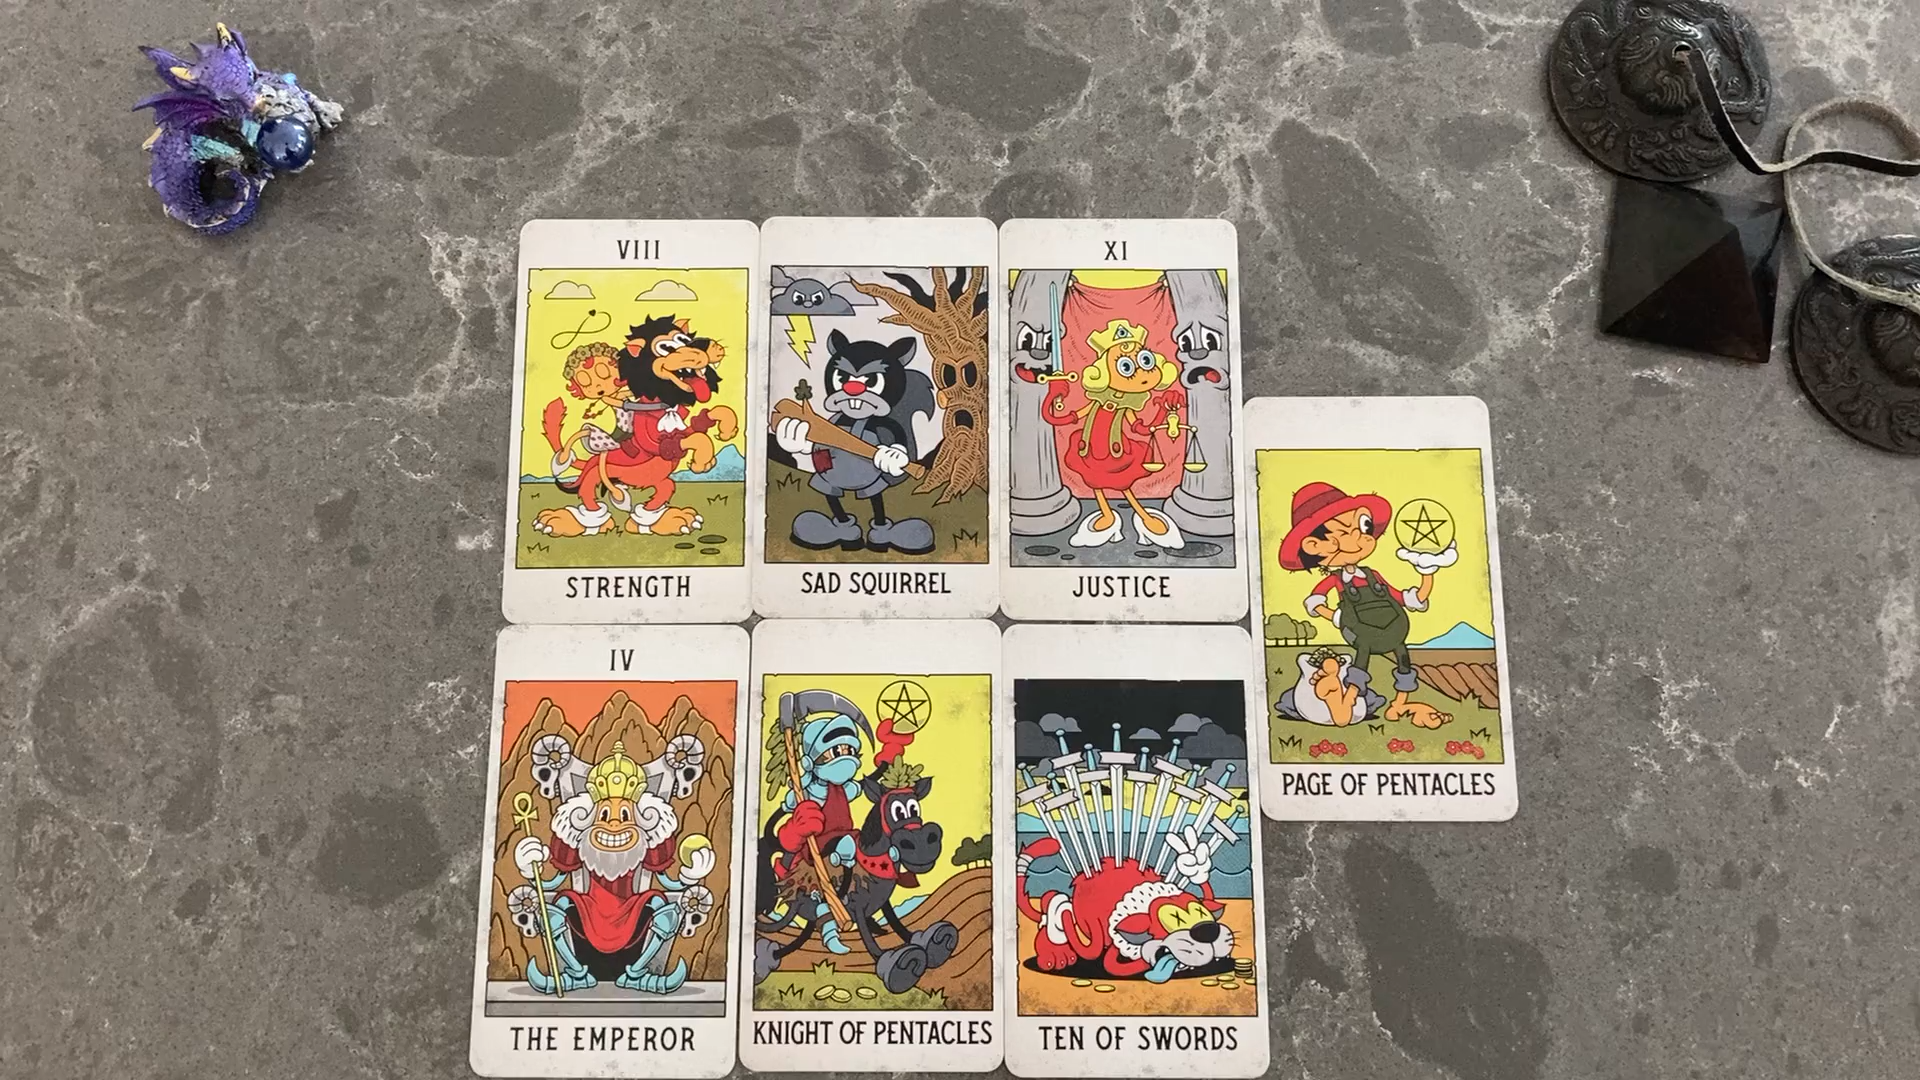 VIII
STRENGTH
SAD SQUIRREL
XI
JUSTICE
PAGE OF PENTACLES
IV
THE EMPEROR
KNIGHT OF PENTACLES
TEN OF SWORDS